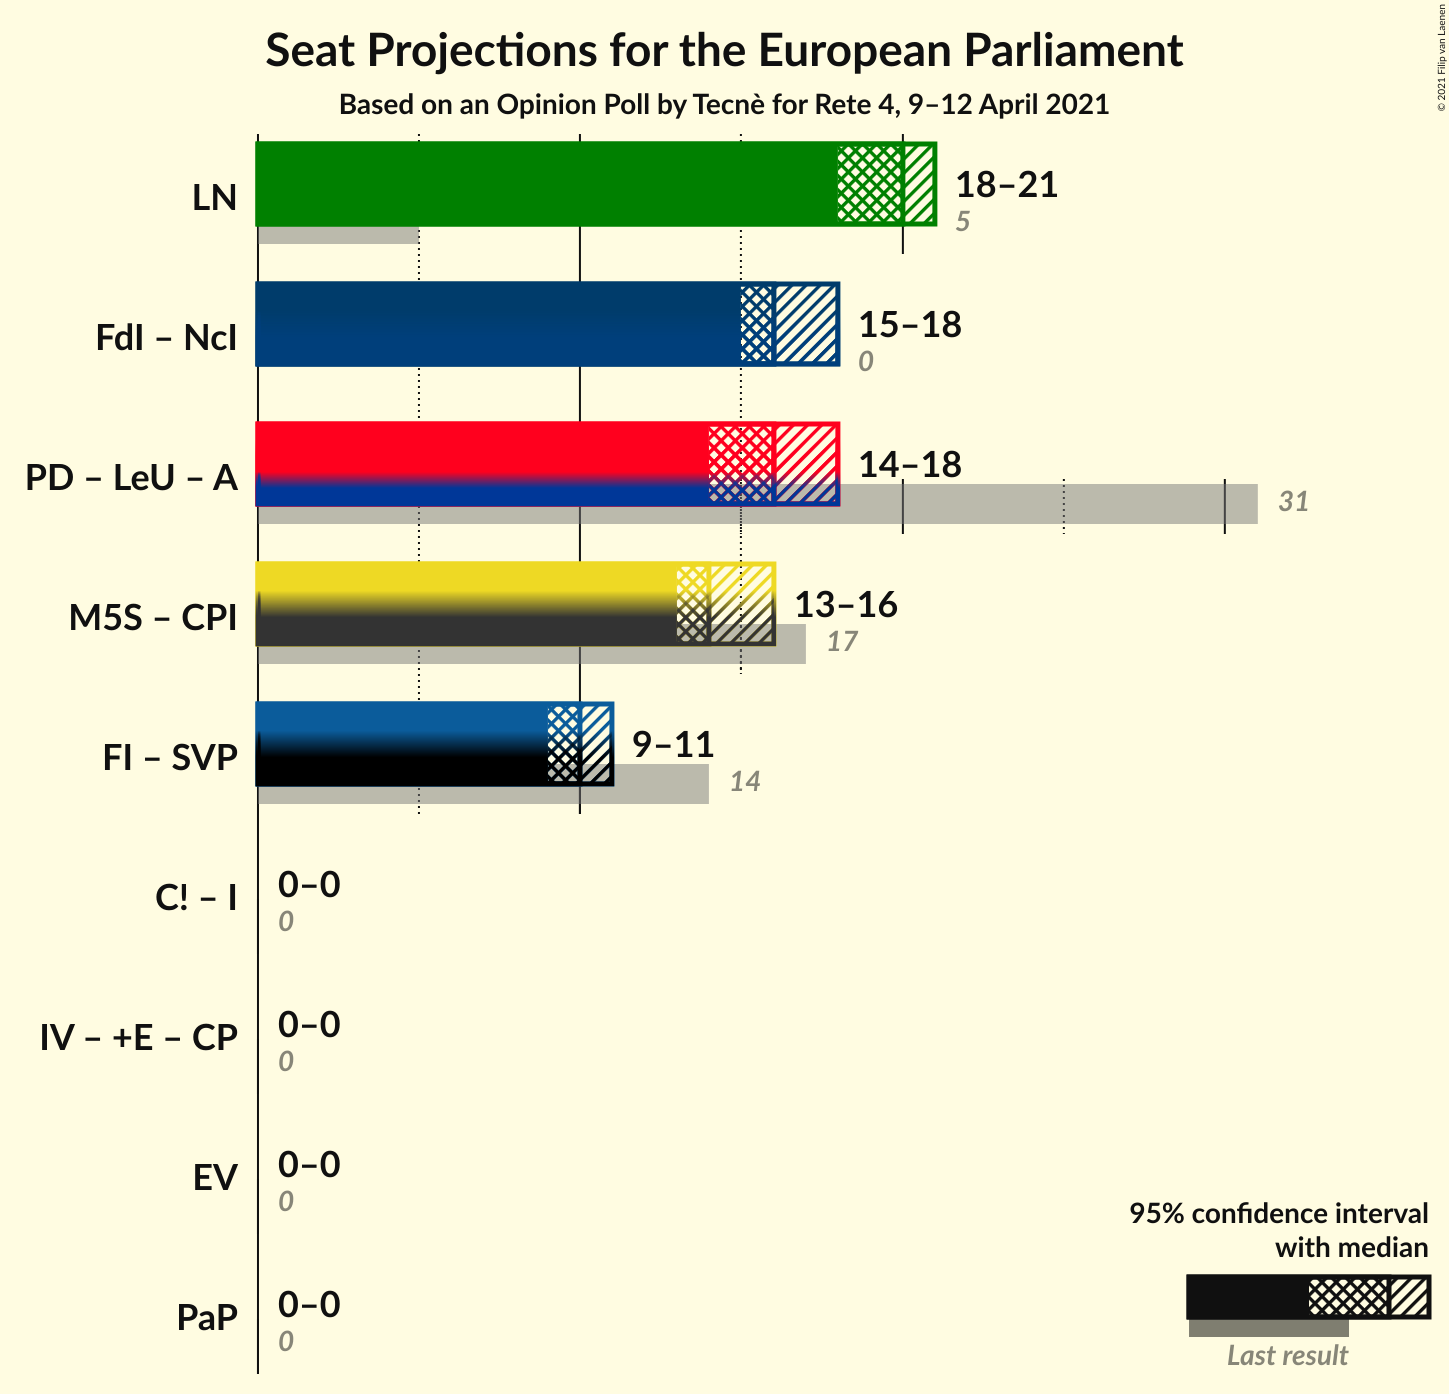 Seat Projections for the European Parliament
Based on an Opinion Poll by Tecnè for Rete 4, 9–12 April 2021
© 2021 Filip van Laenen
LN
18–21
5
FdI – NcI
15–18
0
PD – LeU – A
14–18
31
M5S – CPI
13–16
17
FI – SVP
9–11
14
C! – I
0–0
0
IV – +E – CP
0–0
0
EV
0–0
0
PaP
0–0
0
95% confidence interval
with median
Last result